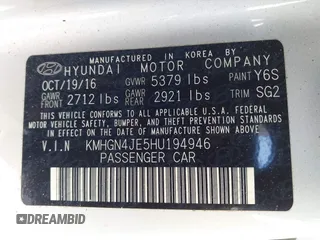 MANUFACTURED IN KOREA BY
HYUNDAI MOTOR COMPANY
OCT/19/16 GVWR 5379 lbs PAINT Y6S
GAWR FRONT 2712 lbs GAWR REAR 2921 lbs TRIM SG2
THIS VEHICLE CONFORMS TO ALL APPLICABLE FEDERAL
MOTOR VEHICLE SAFETY, BUMPER, AND THEFT
PREVENTION STANDARDS IN EFFECT ON THE DATE OF
MANUFACTURE SHOWN ABOVE.
V.I.N KMHGN4JE5HU194946
PASSENGER CAR
DREAMBID
DREAMBID.COM